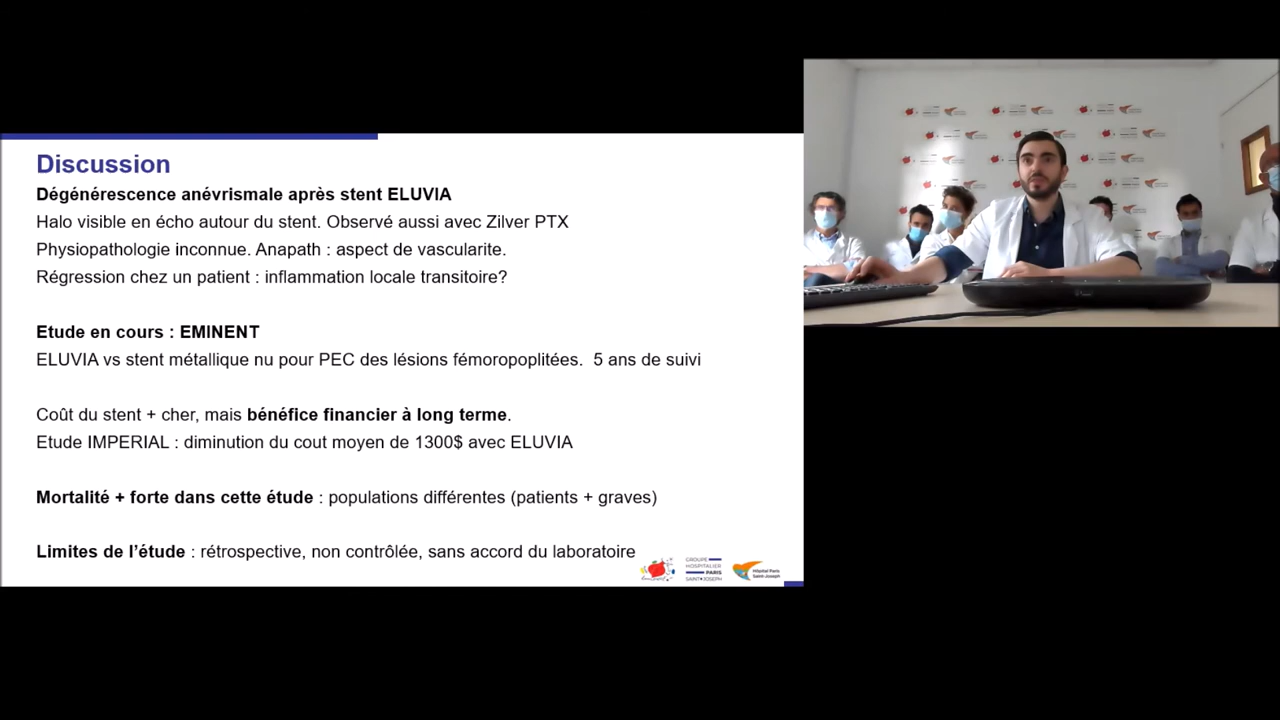 Discussion
Dégénérescence anévrismale après stent ELUVIA
Halo visible en écho autour du stent. Observé aussi avec Zilver PTX
Physiopathologie inconnue. Anapath : aspect de vascularite.
Régression chez un patient : inflammation locale transitoire?
Etude en cours : EMINENT
ELUVIA vs stent métallique nu pour PEC des lésions fémoropoplitées.  5 ans de suivi
Coût du stent + cher, mais bénéfice financier à long terme.
Etude IMPERIAL : diminution du cout moyen de 1300$ avec ELUVIA
Mortalité + forte dans cette étude : populations différentes (patients + graves)
Limites de l’étude : rétrospective, non contrôlée, sans accord du laboratoire
GROUPE
HOSPITALIER
PARIS
SAINT JOSEPH
Hôpital Paris
Saint-Joseph